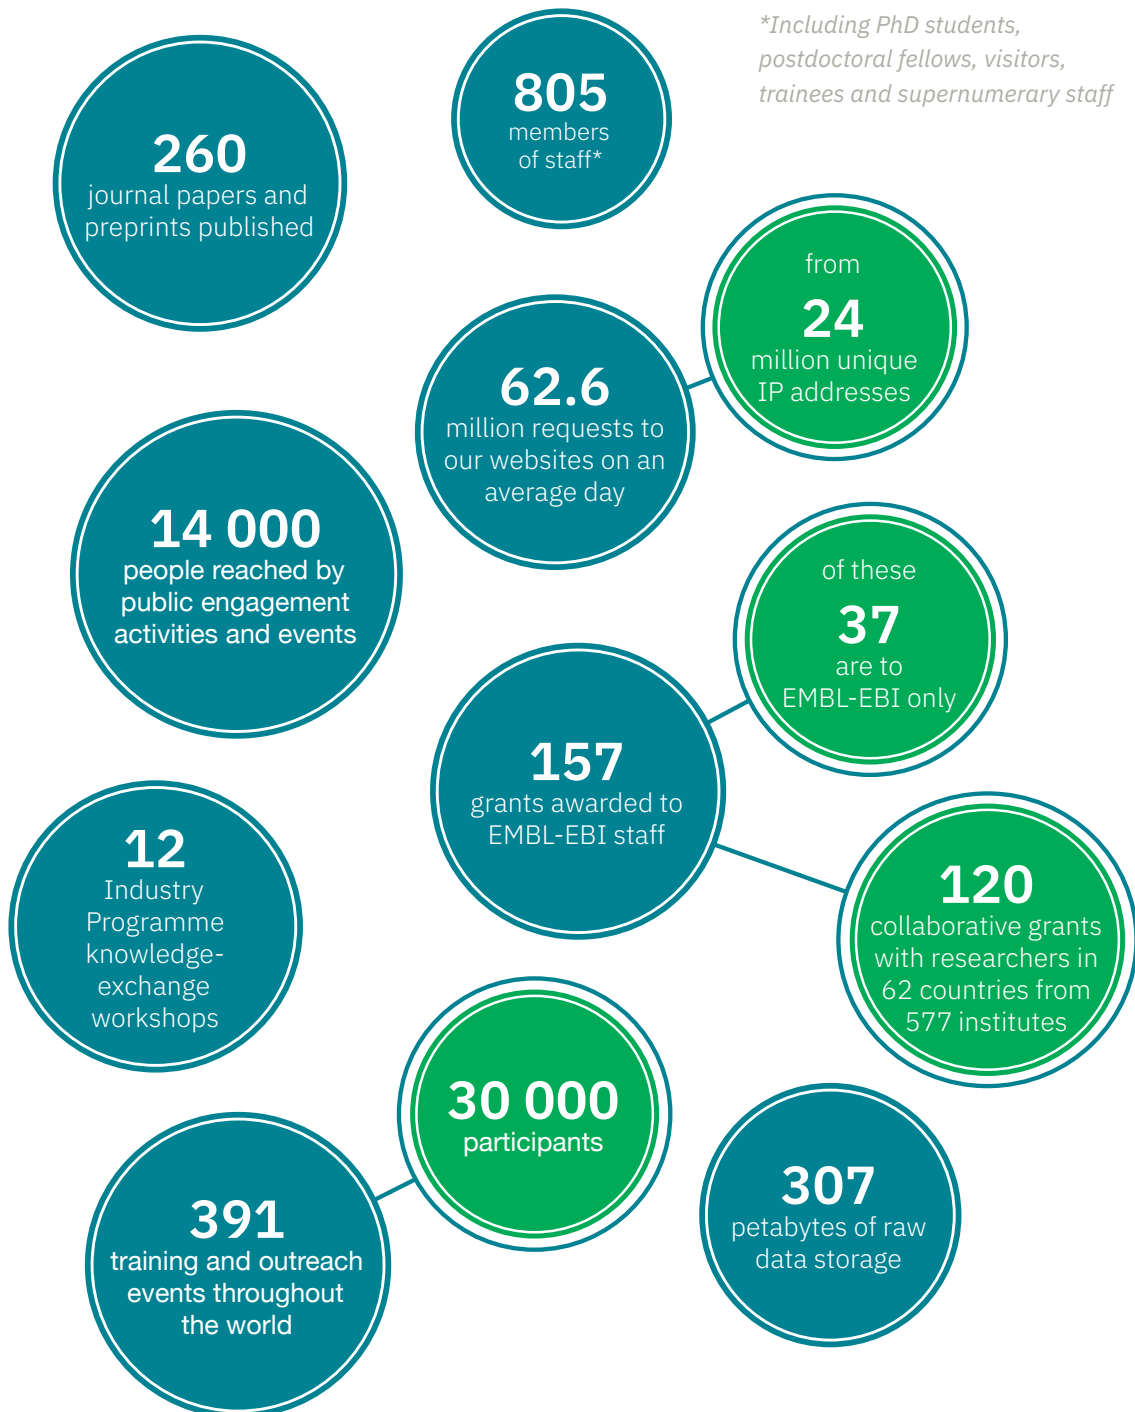 *Including PhD students,
postdoctoral fellows, visitors,
trainees and supernumerary staff
805
members
of staff*
260
journal papers and
preprints published
from
24
million unique
IP addresses
62.6
million requests to
our websites on an
average day
14 000
people reached by
public engagement
activities and events
of these
37
are to
EMBL-EBI only
157
grants awarded to
EMBL-EBI staff
12
Industry
Programme
knowledge-
exchange
workshops
120
collaborative grants
with researchers in
62 countries from
577 institutes
30 000
participants
391
training and outreach
events throughout
the world
307
petabytes of raw
data storage